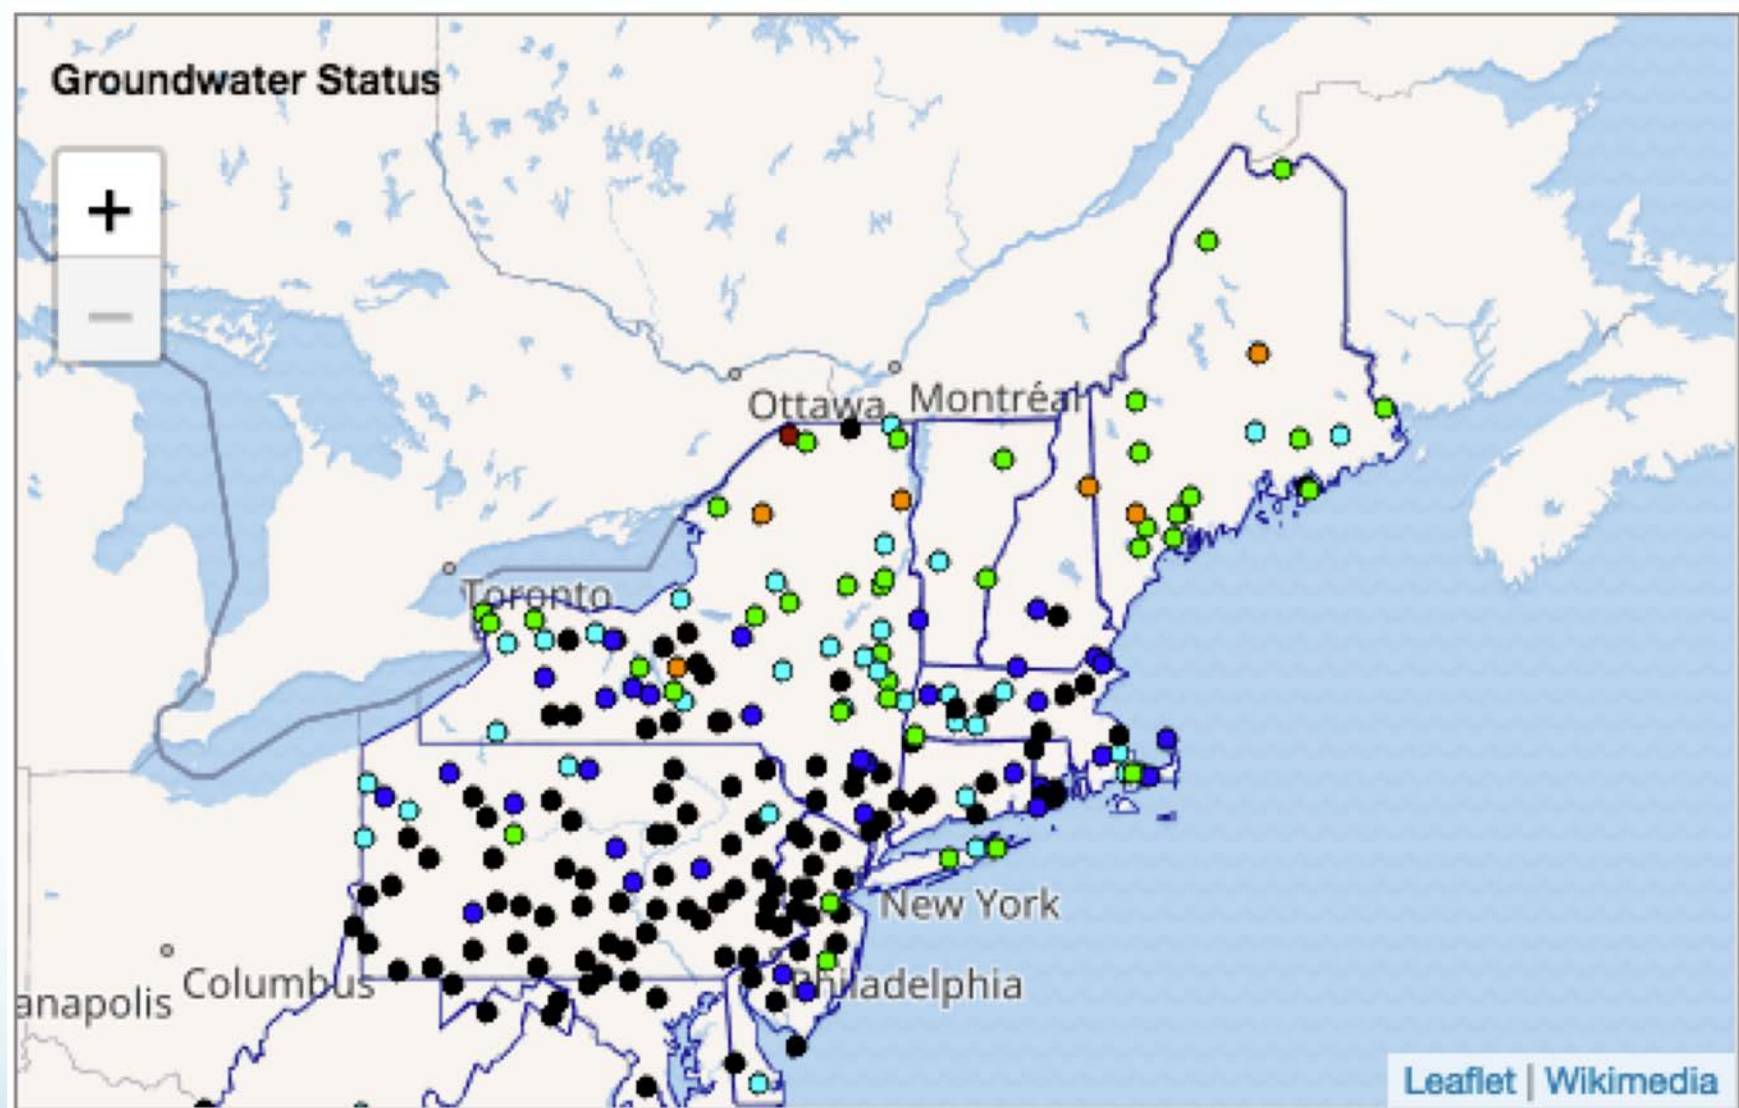 Groundwater Status
+
−
Ottawa
Montréal
Toronto
New York
Columbus
Philadelphia
anapolis
Leaflet | Wikimedia